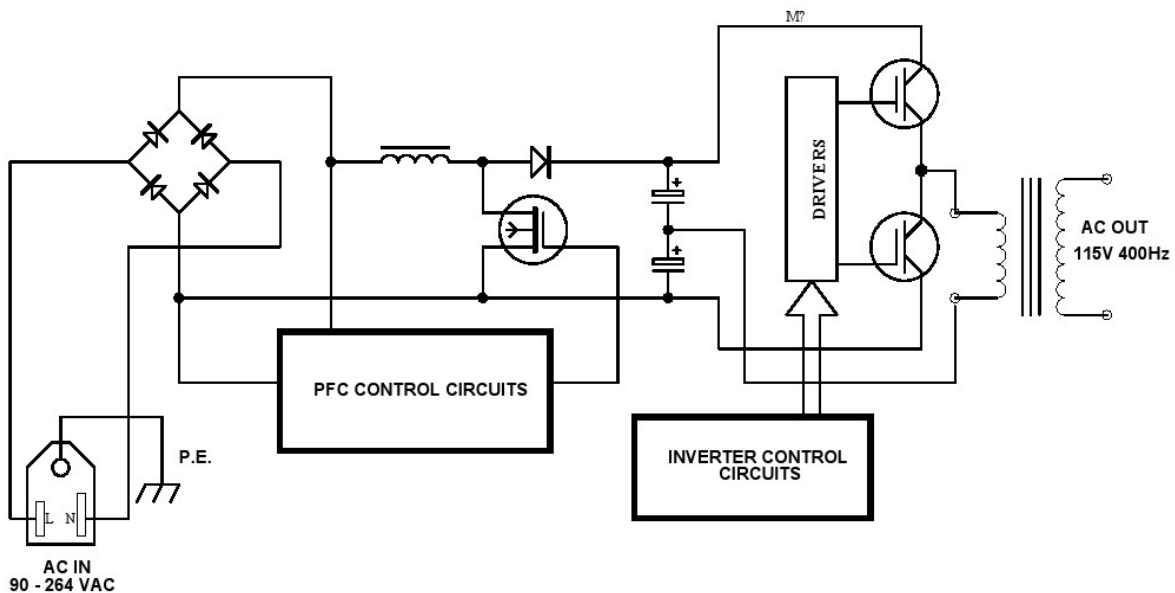 M?
DRIVERS
AC OUT
115V 400Hz
PFC CONTROL CIRCUITS
P.E.
INVERTER CONTROL
CIRCUITS
L N
AC IN
90 - 264 VAC
+
+